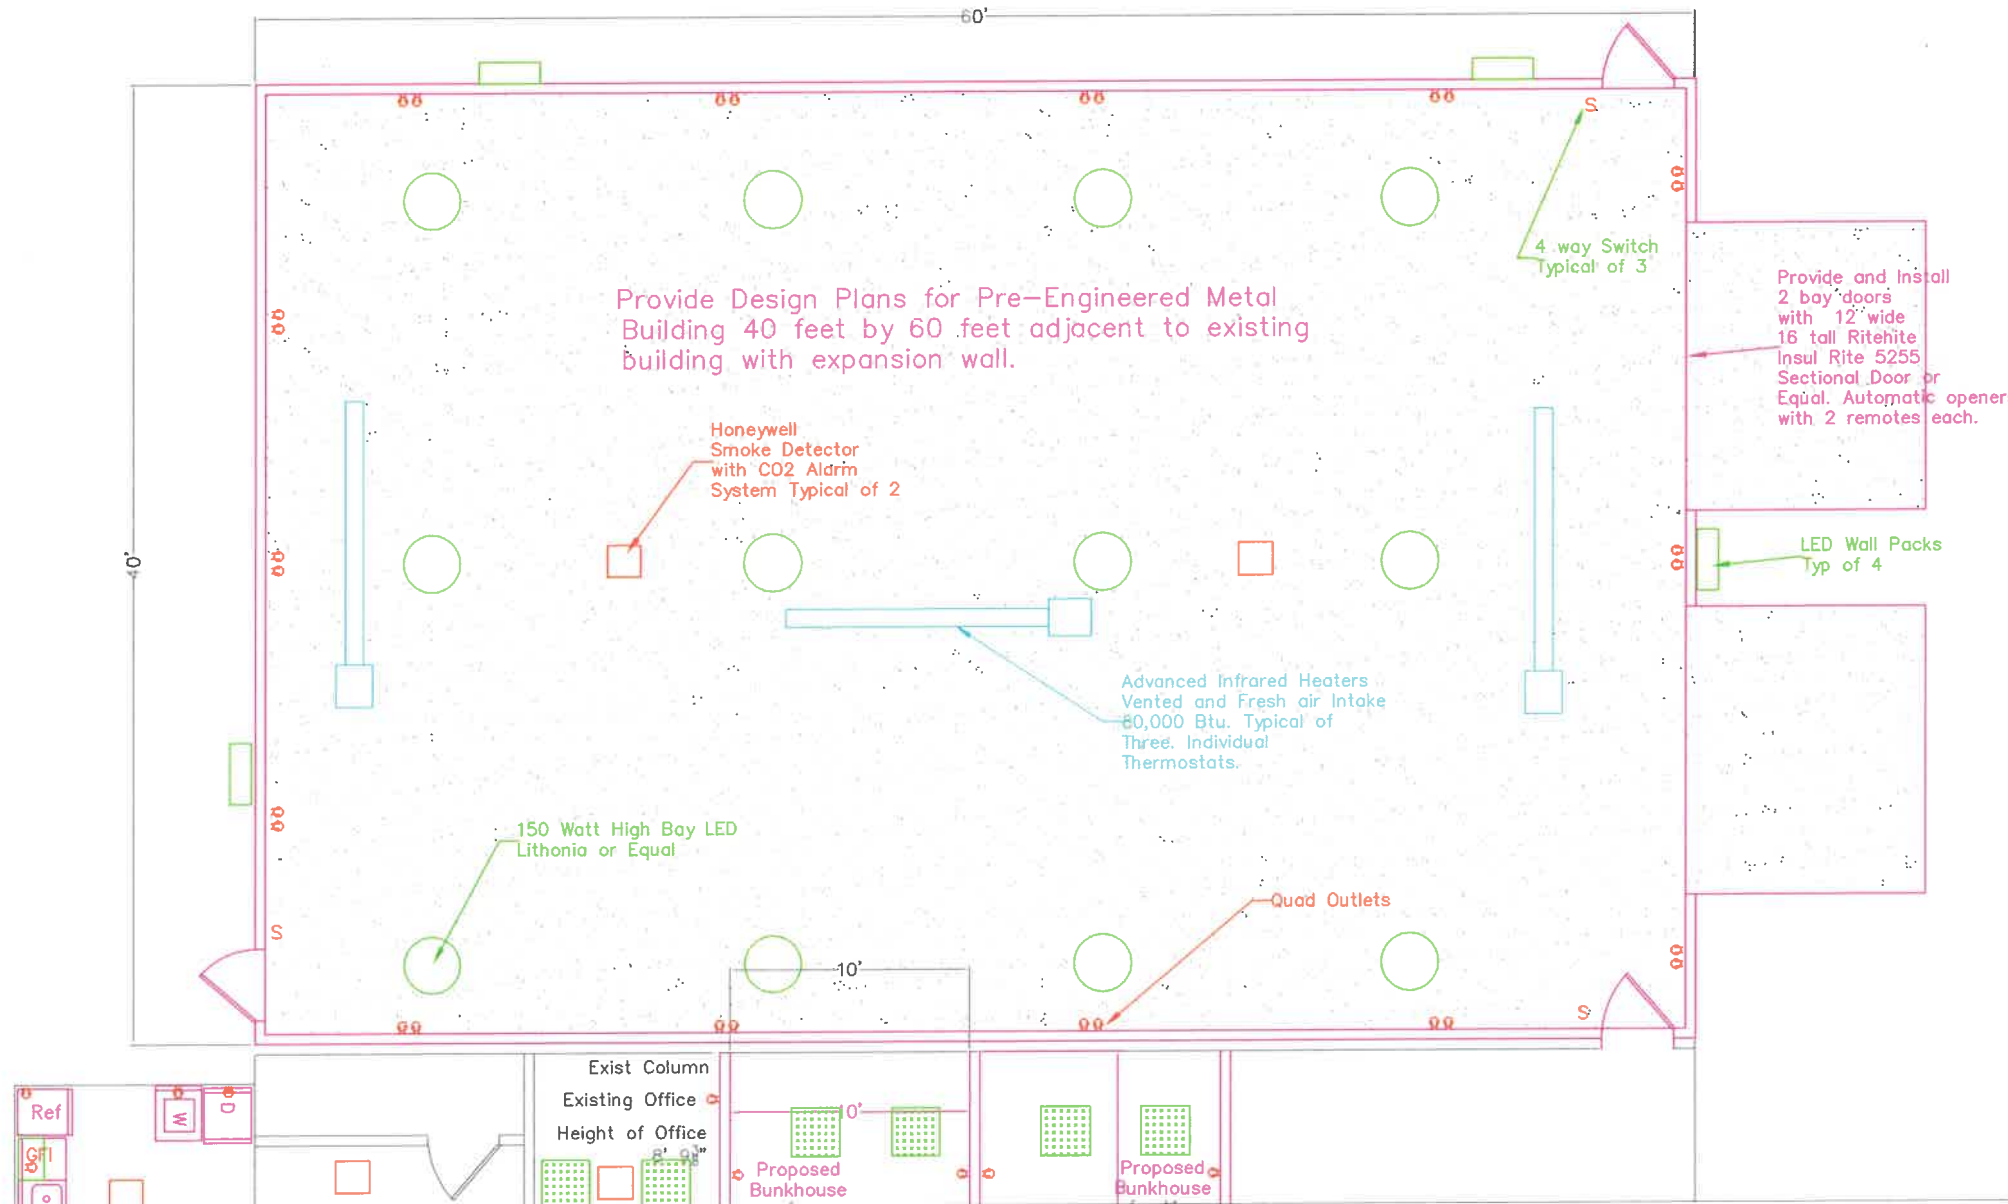 60'
S
4 way Switch
Typical of 3
Provide and Install
2 bay doors
with 12 wide
16 tall Ritehite
Insul Rite 5255
Sectional Door or
Equal. Automatic opener
with 2 remotes each.
Provide Design Plans for Pre-Engineered Metal
Building 40 feet by 60 feet adjacent to existing
building with expansion wall.
Honeywell
Smoke Detector
with CO2 Alarm
System Typical of 2
40'
LED Wall Packs
Typ of 4
Advanced Infrared Heaters
Vented and Fresh air Intake
Btu. Typical of
Three. Individual
Thermostats.
150 Watt High Bay LED
Lithonia or Equal
Quad Outlets
S
10'
S
Exist Column
Existing Office
Height of Office
8'
Ref
W
D
GFI
10'
Proposed
Bunkhouse
Proposed
Bunkhouse